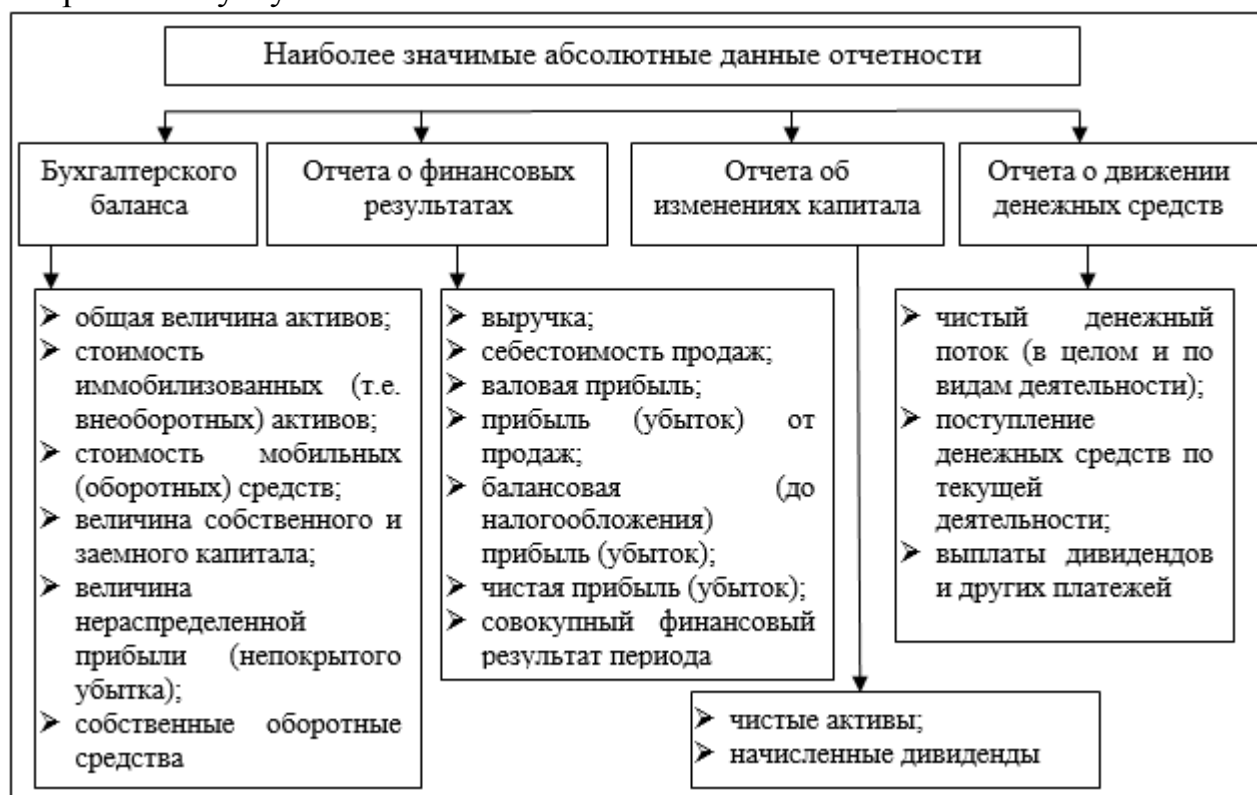 Наиболее значимые абсолютные данные отчетности
Бухгалтерского
баланса
Отчета о финансовых
результатах
Отчета об
изменениях капитала
Отчета о движении
денежных средств
➢ общая величина активов;
➢ стоимость
иммобилизованных (т.е.
внеоборотных) активов;
➢ стоимость мобильных
(оборотных) средств;
➢ величина собственного и
заемного капитала;
➢ величина
нераспределенной
прибыли (непокрытого
убытка);
➢ собственные оборотные
средства
➢ выручка;
➢ себестоимость продаж;
➢ валовая прибыль;
➢ прибыль (убыток) от
продаж;
➢ балансовая (до
налогообложения)
прибыль (убыток);
➢ чистая прибыль (убыток);
➢ совокупный финансовый
результат периода
➢ чистые активы;
➢ начисленные дивиденды
➢ чистый денежный
поток (в целом и по
видам деятельности);
➢ поступление
денежных средств по
текущей
деятельности;
➢ выплаты дивидендов
и других платежей